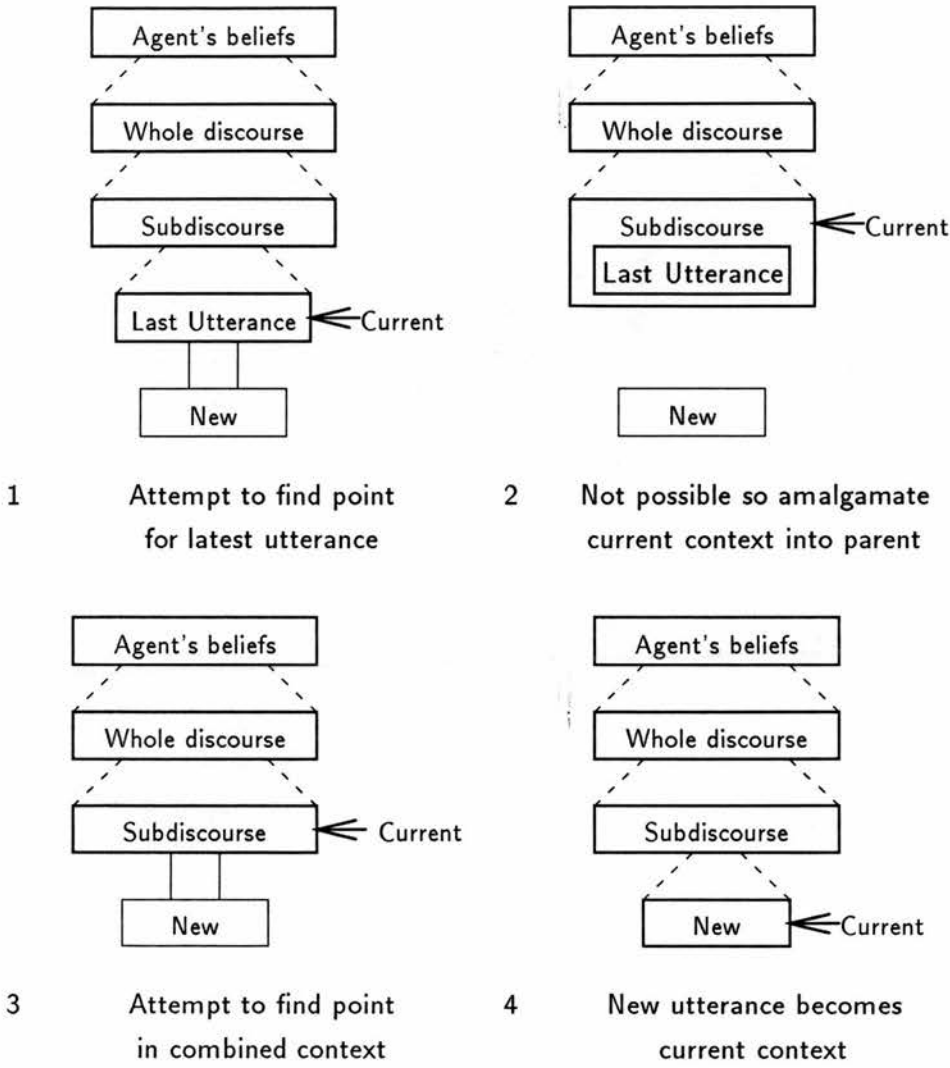 Agent's beliefs
Whole discourse
Subdiscourse
Last Utterance
Current
New
1 Attempt to find point
for latest utterance
Agent's beliefs
Whole discourse
Subdiscourse
Current
Last Utterance
New
2 Not possible so amalgamate
current context into parent
Agent's beliefs
Whole discourse
Subdiscourse
Current
New
3 Attempt to find point
in combined context
Agent's beliefs
Whole discourse
Subdiscourse
New
Current
4 New utterance becomes
current context